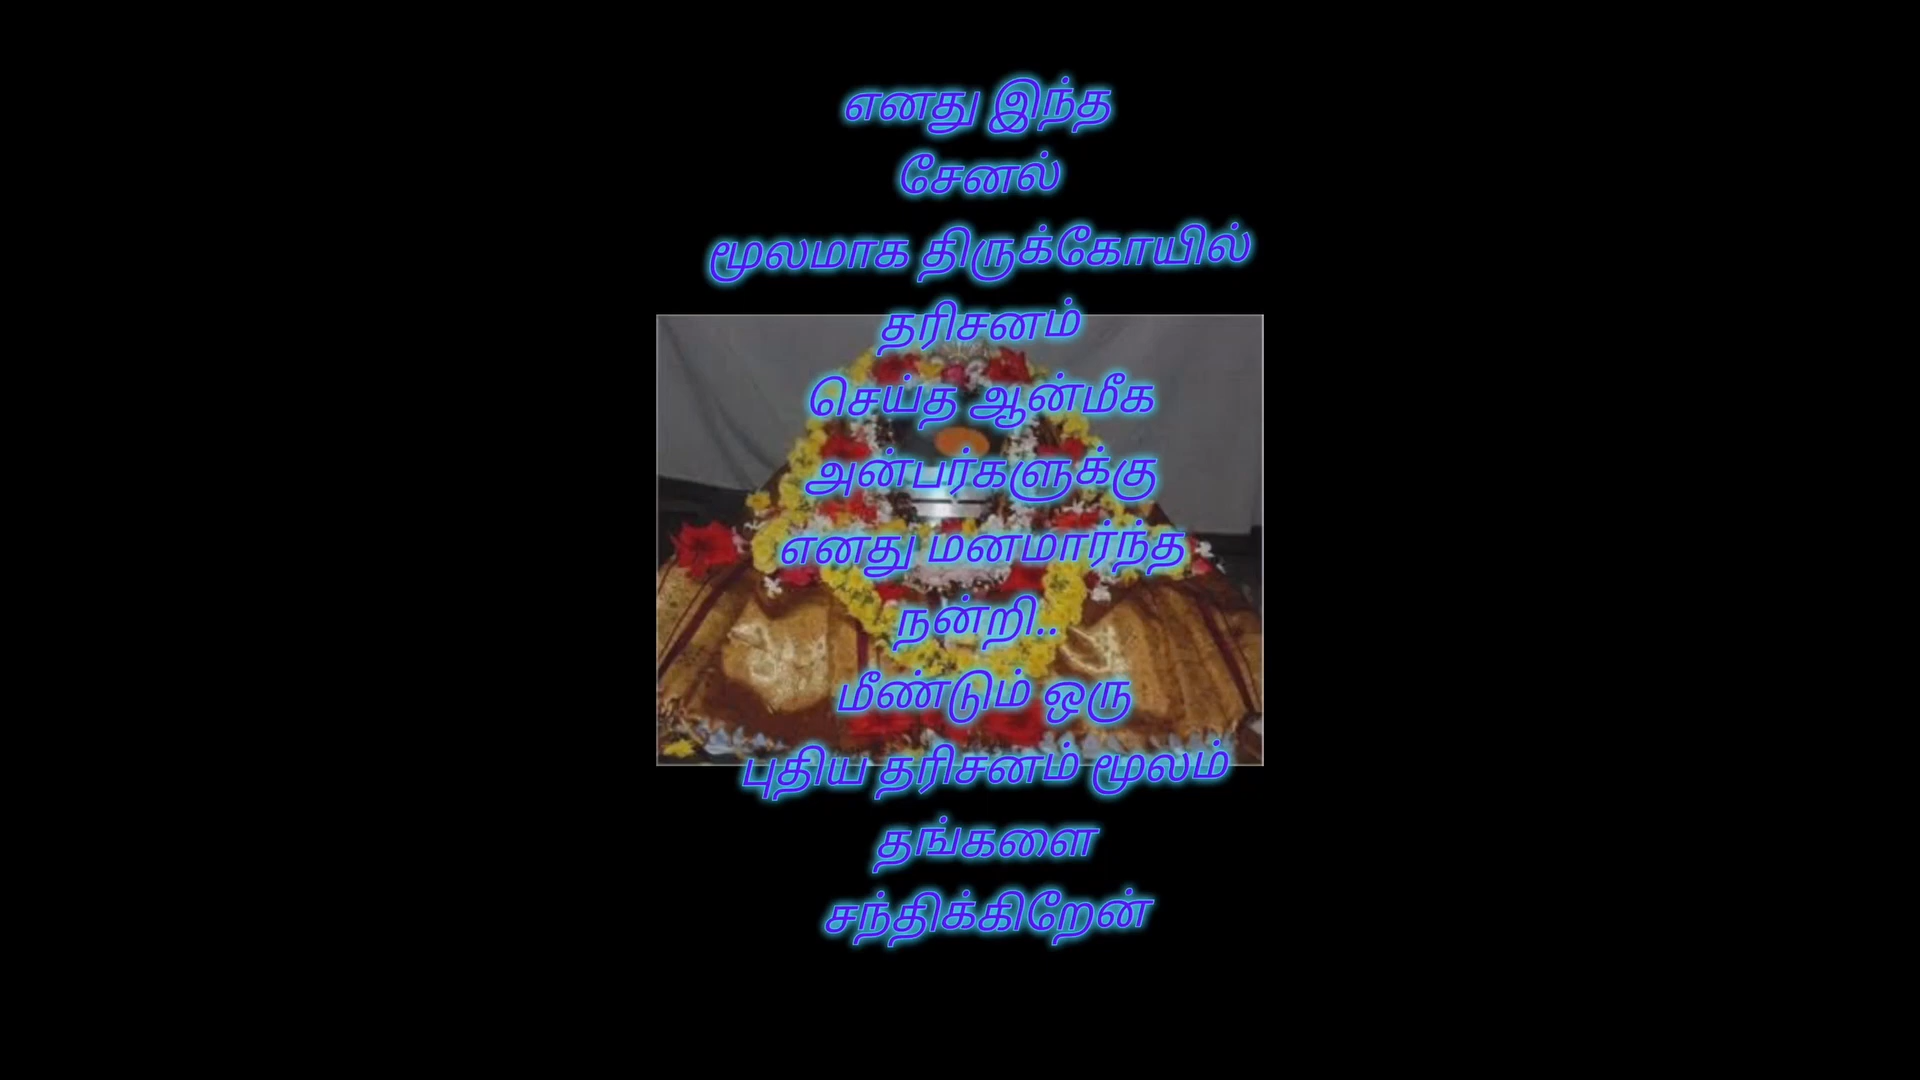 எனது இந்த
சேனல்
மூலமாக திருக்கோயில்
தரிசனம்
செய்த ஆன்மீக
அன்பர்களுக்கு
எனது மனமார்ந்த
நன்றி..
மீண்டும் ஒரு
புதிய தரிசனம் மூலம்
தங்களை
சந்திக்கிறேன்